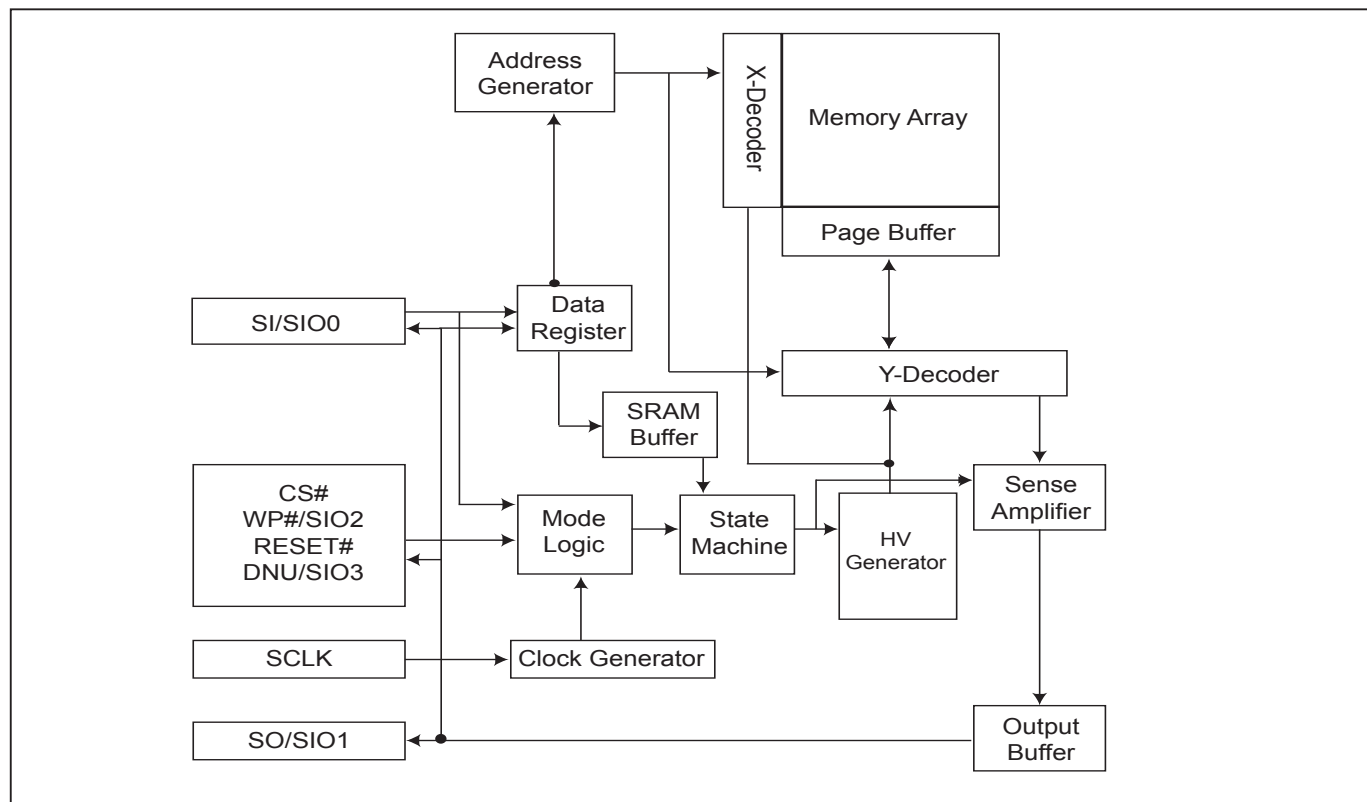 Address
Generator
X-Decoder
Memory Array
Page Buffer
SI/SIO0
Data
Register
Y-Decoder
SRAM
Buffer
CS#
WP#/SIO2
RESET#
DNU/SIO3
Mode
Logic
State
Machine
HV
Generator
Sense
Amplifier
SCLK
Clock Generator
SO/SIO1
Output
Buffer